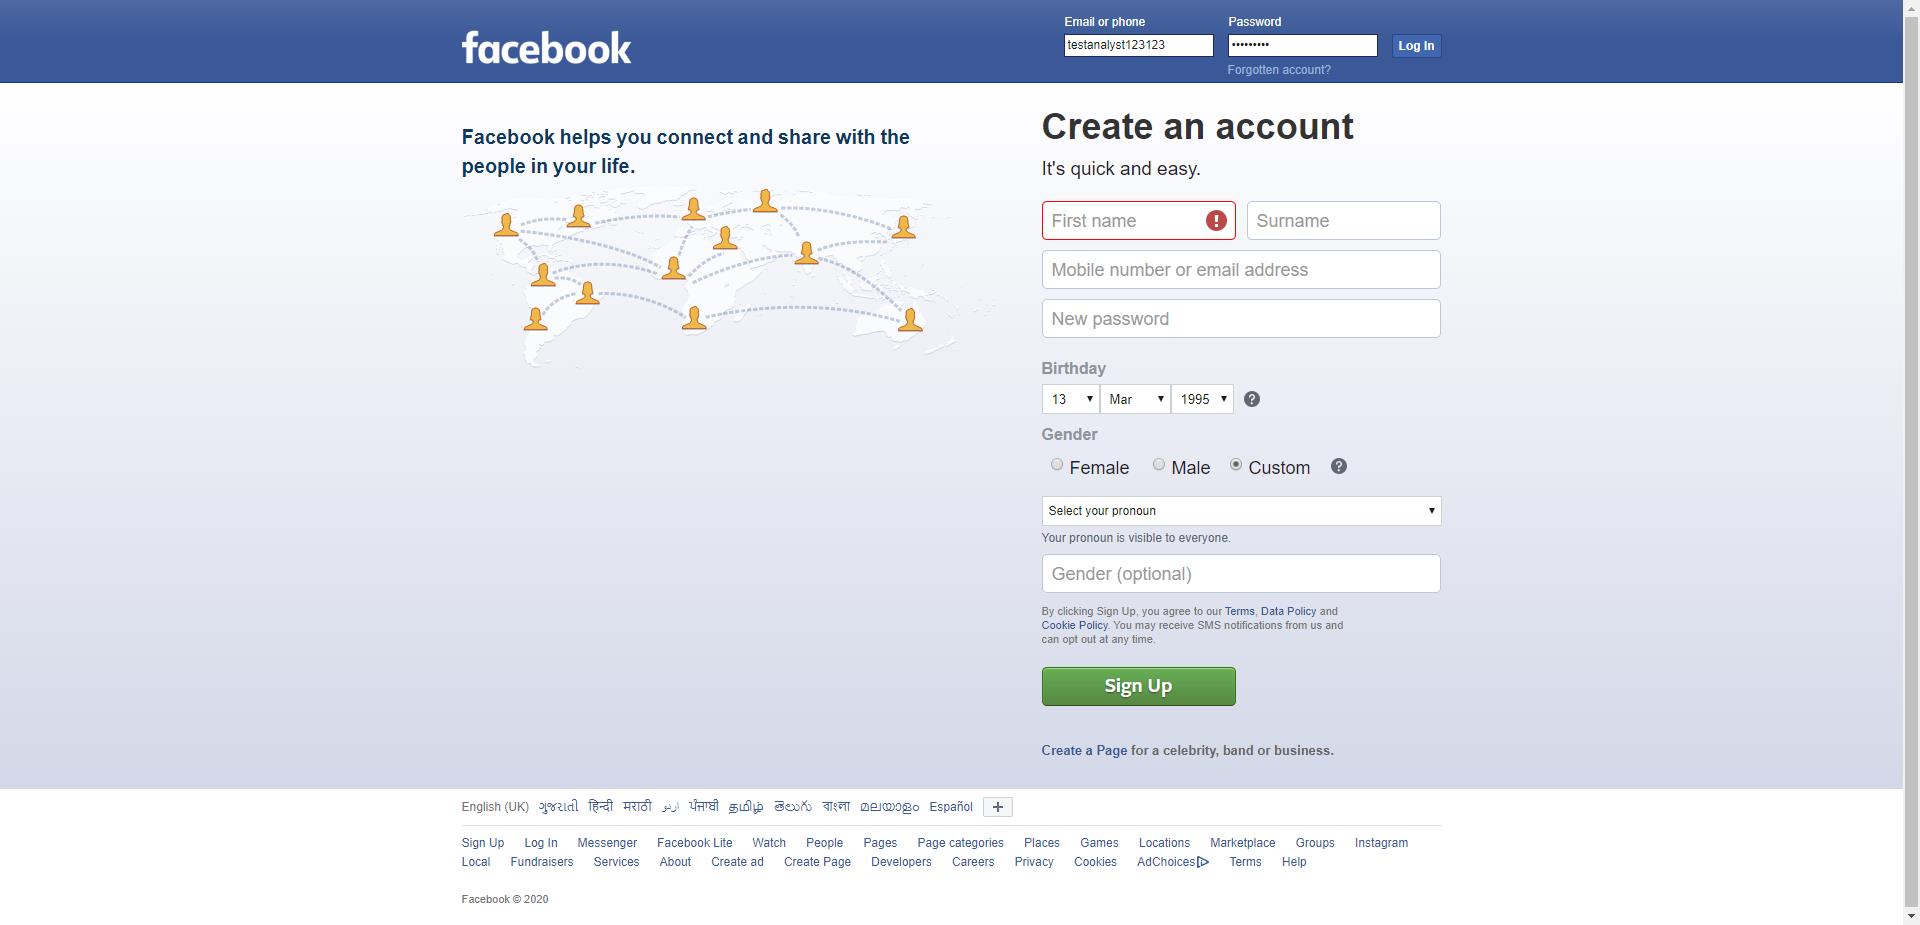 facebook
Email or phone
Password
testanalyst123123
•••••••••
Log In
Forgotten account?
Facebook helps you connect and share with the
people in your life.
Create an account
It's quick and easy.
First name
Surname
Mobile number or email address
New password
Birthday
13 Mar 1995
Gender
Female Male Custom
Select your pronoun
Your pronoun is visible to everyone.
Gender (optional)
By clicking Sign Up, you agree to our Terms, Data Policy and
Cookie Policy. You may receive SMS notifications from us and
can opt out at any time.
Sign Up
Create a Page for a celebrity, band or business.
English (UK) ગુજરાતી हिन्दी मराठी اردو ਪੰਜਾਬੀ தமிழ் తెలుగు বাংলা മലയാളം Español
Sign Up Log In Messenger Facebook Lite Watch People Pages Page categories Places Games Locations Marketplace Groups Instagram
Local Fundraisers Services About Create ad Create Page Developers Careers Privacy Cookies AdChoices Terms Help
Facebook © 2020